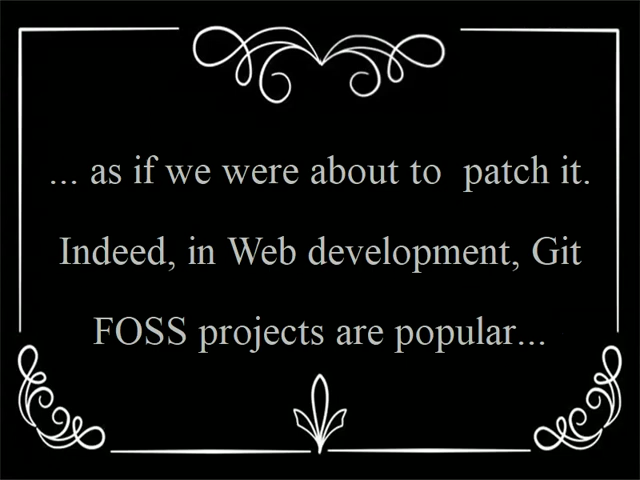 ... as if we were about to  patch it.
Indeed, in Web development, Git
FOSS projects are popular...